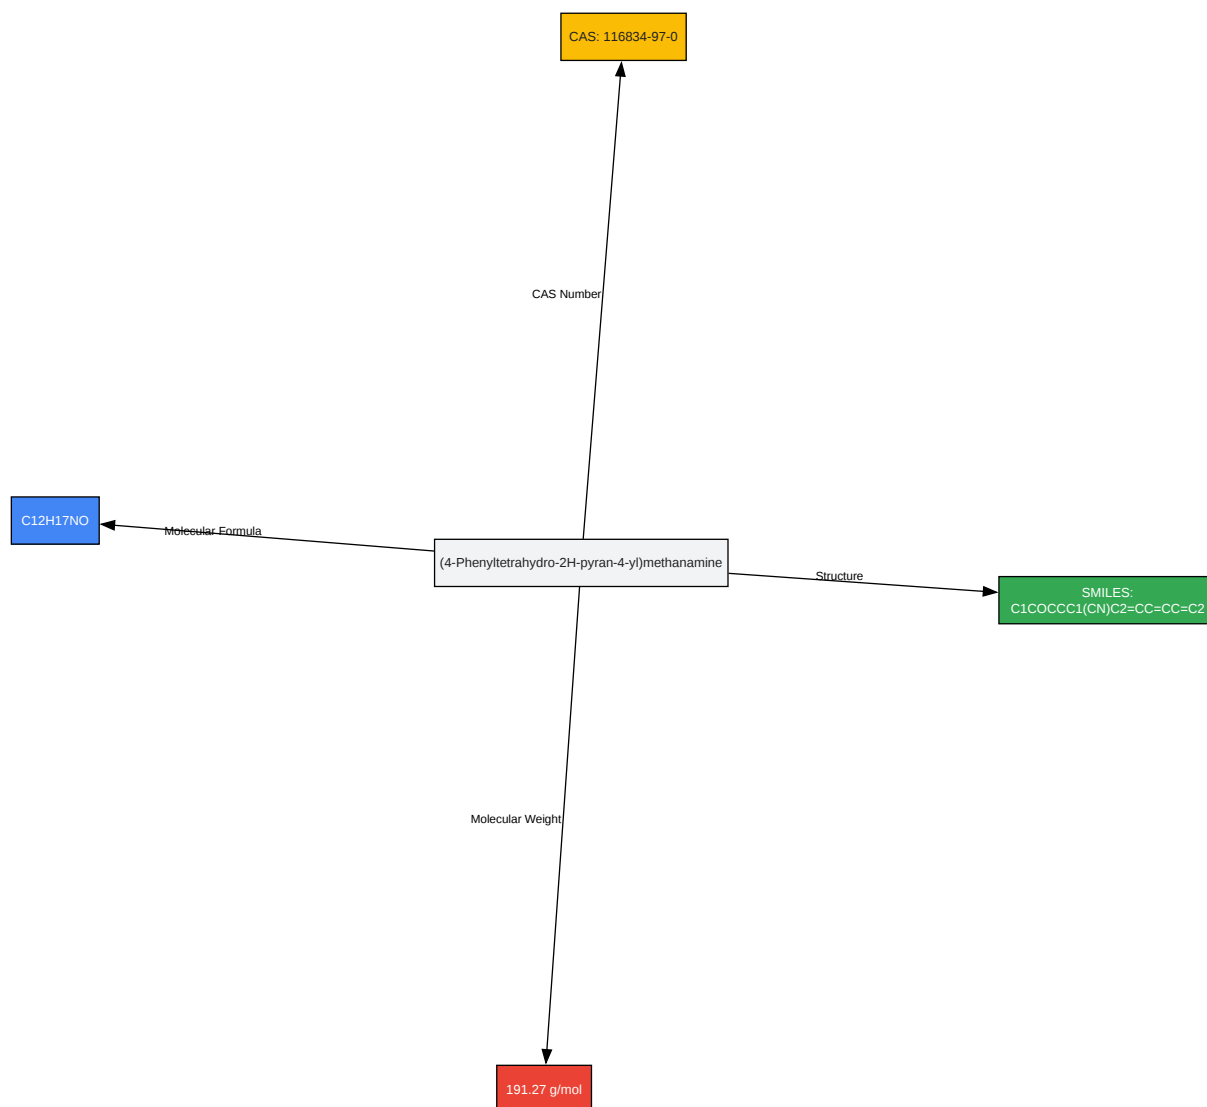 CAS: 116834-97-0
CAS Number
C12H17NO
Molecular Formula
(4-Phenyltetrahydro-2H-pyran-4-yl)methanamine
Structure
SMILES:
C1COCCC1(CN)C2=CC=CC=C2
Molecular Weight
191.27 g/mol